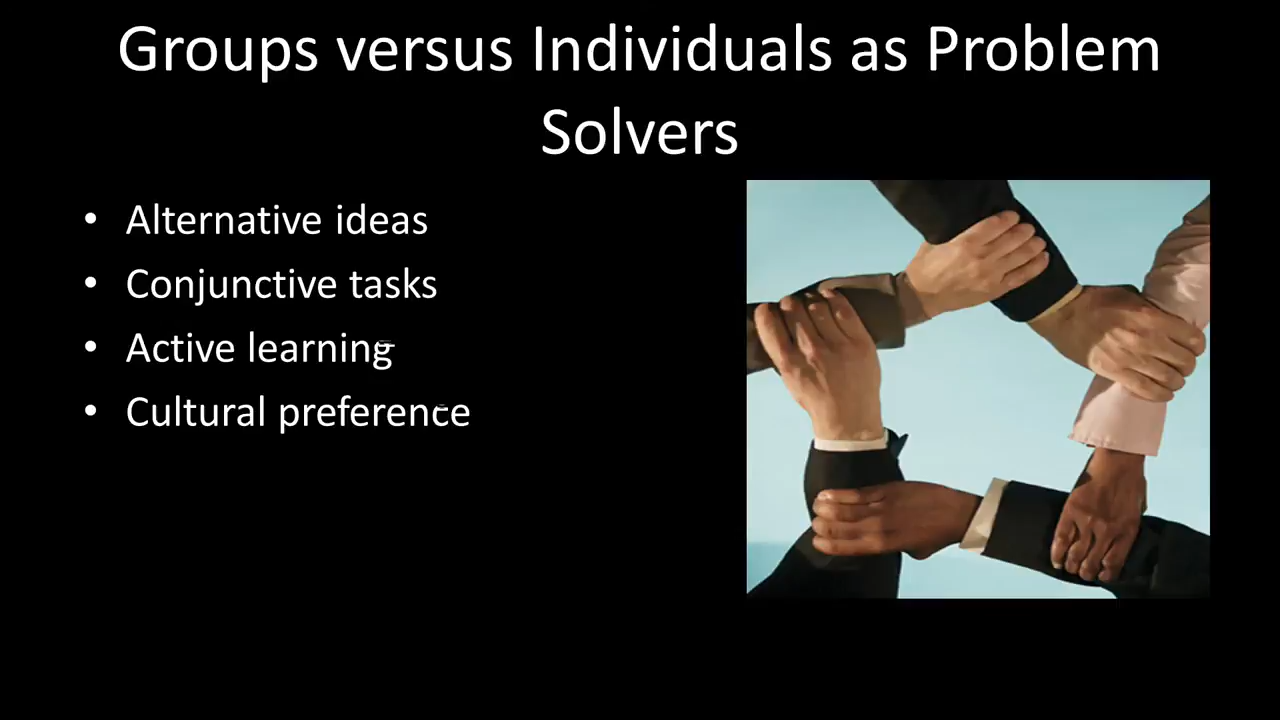 Groups versus Individuals as Problem
Solvers
• Alternative ideas
• Conjunctive tasks
• Active learning
• Cultural preference